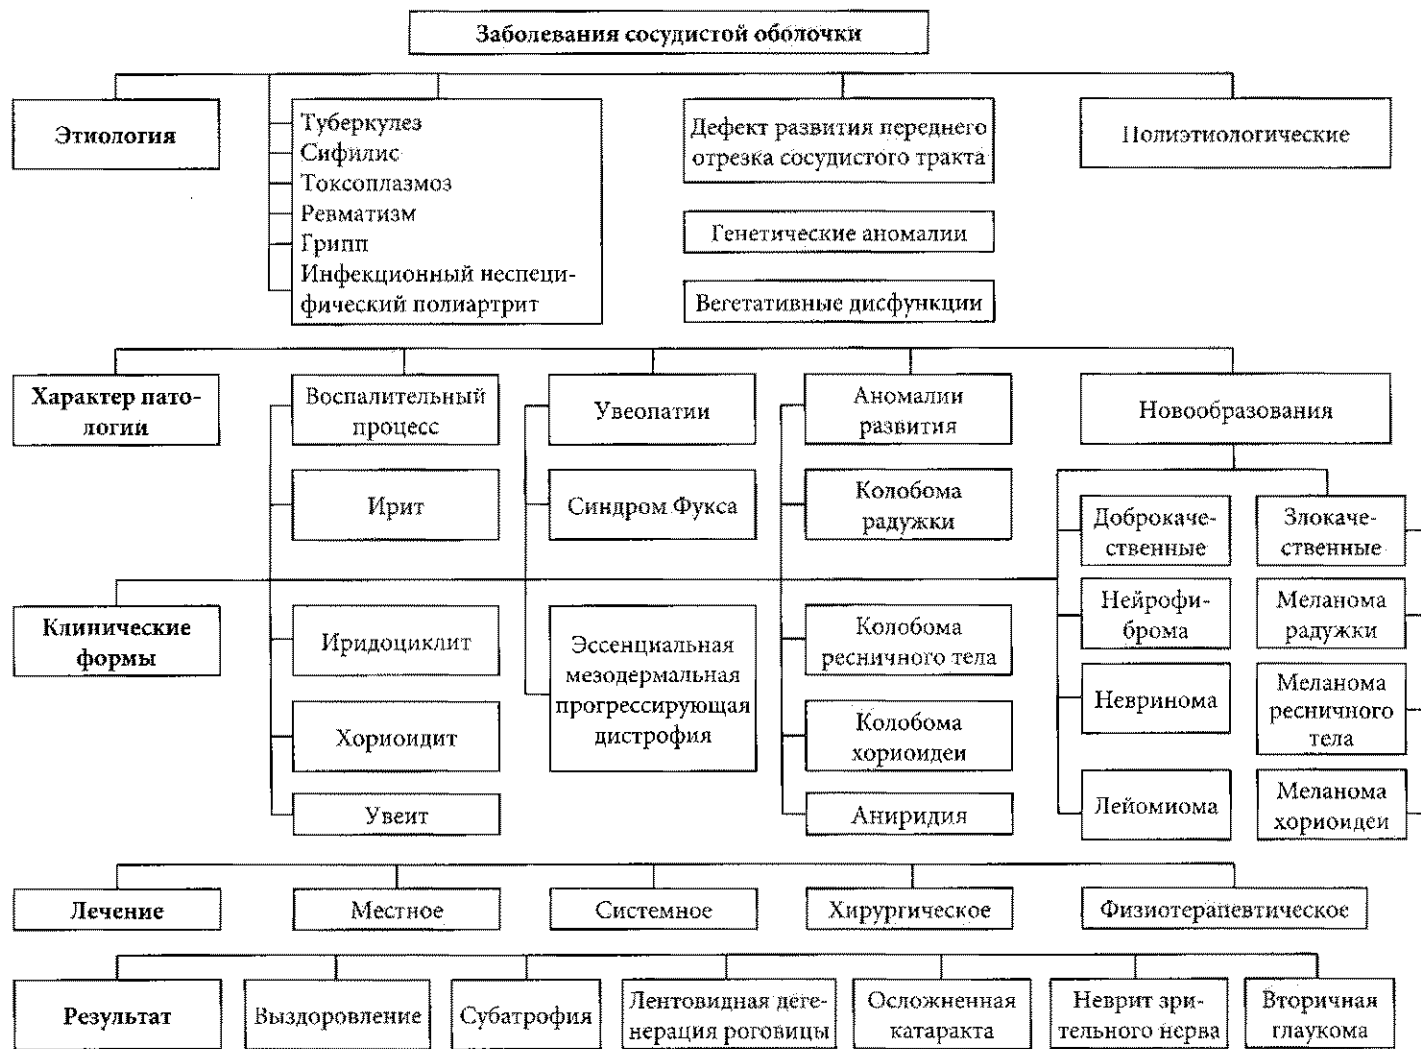 Заболевания сосудистой оболочки
Этиология
Туберкулез
Сифилис
Токсоплазмоз
Ревматизм
Грипп
Инфекционный неспеци-
фический полиартрит
Дефект развития переднего
отрезка сосудистого тракта
Генетические аномалии
Вегетативные дисфункции
Полиэтиологические
Характер пато-
логии
Воспалительный
процесс
Увеопатии
Аномалии
развития
Новообразования
Ирит
Синдром Фукса
Колобома
радужки
Доброкаче-
ственные
Злокаче-
ственные
Клинические
формы
Иридоциклит
Эссенциальная
мезодермальная
прогрессирующая
дистрофия
Колобома
ресничного тела
Нейрофи-
брома
Меланома
радужки
Хориоидит
Колобома
хориоидеи
Невринома
Меланома
ресничного
тела
Увеит
Аниридия
Лейомиома
Меланома
хориоидеи
Лечение
Местное
Системное
Хирургическое
Физиотерапевтическое
Результат
Выздоровление
Субатрофия
Лентовидная деге-
нерация роговицы
Осложненная
катаракта
Неврит зри-
тельного нерва
Вторичная
глаукома